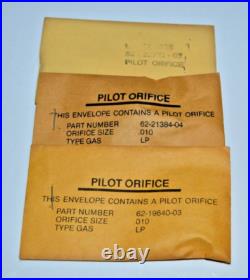 PILOT ORIFICE
PILOT ORIFICE
THIS ENVELOPE CONTAINS A PILOT ORIFICE
PART NUMBER 62-21384-04
ORIFICE SIZE .010
TYPE GAS LP
PILOT ORIFICE
THIS ENVELOPE CONTAINS A PILOT ORIFICE
PART NUMBER 62-19640-03
ORIFICE SIZE .010
TYPE GAS LP